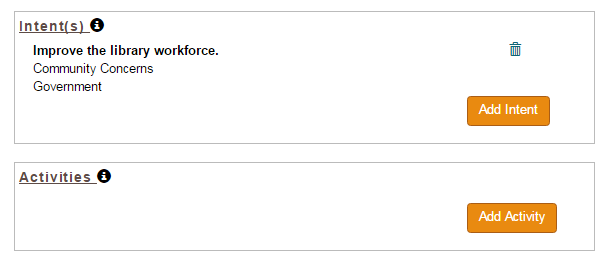 Intent(s)
Improve the library workforce.
Community Concerns
Government
Add Intent
Activities
Add Activity